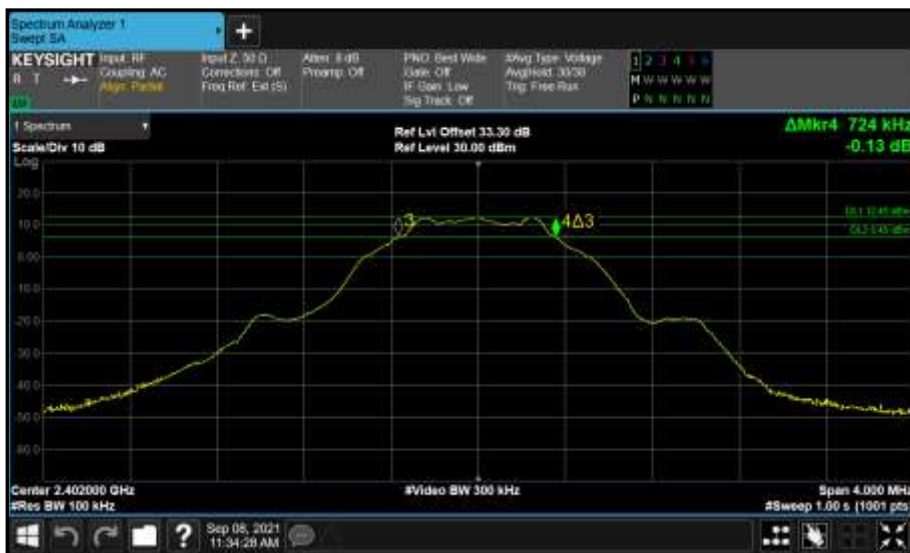 Spectrum Analyzer 1
Swept SA
+
KEYSIGHT
R T
Input: RF
Coupling: AC
Align: Partial
Input Z: 50 Ω
Corrections: Off
Freq Ref: Ext (S)
Atten: 8 dB
Preamp: Off
PNO: Best Wide
Gate: Off
IF Gain: Low
Sig Track: Off
#Avg Type: Voltage
Avg|Hold: 30/30
Trig: Free Run
1 2 3 4 5 6
M W W W W W
P N N N N N
1 Spectrum
Scale/Div 10 dB
Log
Ref Lvl Offset 33.30 dB
Ref Level 30.00 dBm
ΔMkr4 724 kHz
-0.13 dB
20.0
10.0
0.00
-10.0
-20.0
-30.0
-40.0
-50.0
-60.0
3
4Δ3
Center 2.402000 GHz
#Res BW 100 kHz
#Video BW 300 kHz
Span 4.000 MHz
#Sweep 1.00 s (1001 pts)
?
Sep 08, 2021
11:34:28 AM